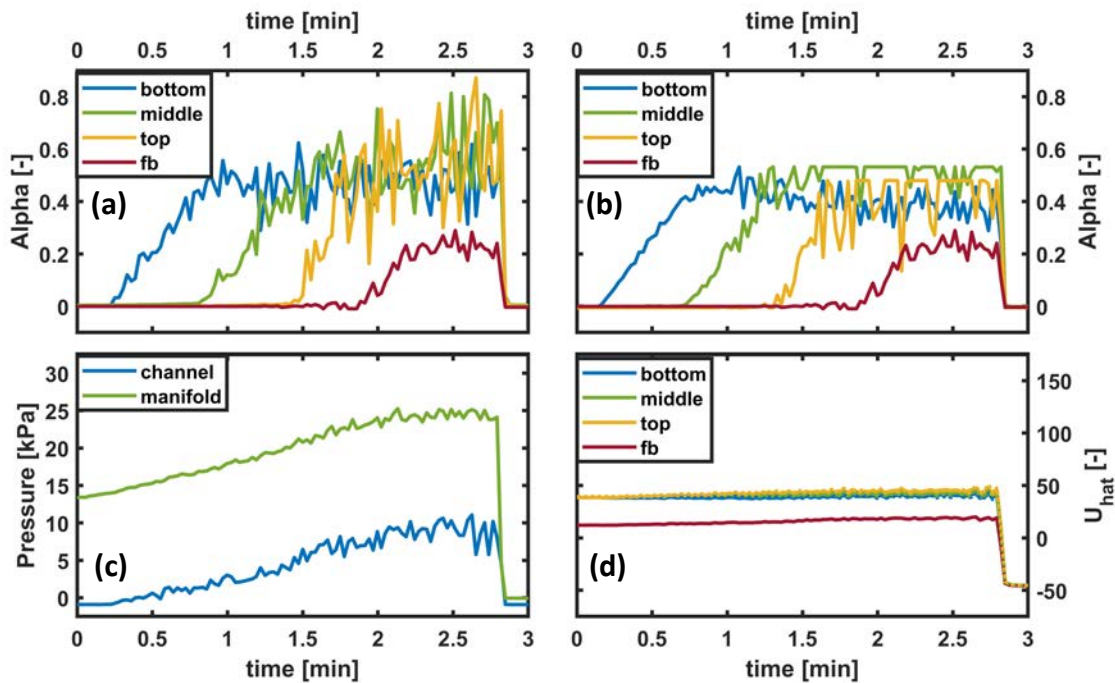 time [min] time [min]
0 0.5 1 1.5 2 2.5 3 0 0.5 1 1.5 2 2.5 3
bottom
middle
top
fb
0.8
0.6
0.4
0.2
0
Alpha [-]
(a)
bottom
middle
top
fb
0.8
0.6
0.4
0.2
0
Alpha [-]
(b)
channel
manifold
30
25
20
15
10
5
0
Pressure [kPa]
(c)
bottom
middle
top
fb
150
100
50
0
-50
U_hat [-]
(d)
0 0.5 1 1.5 2 2.5 3 0 0.5 1 1.5 2 2.5 3
time [min] time [min]